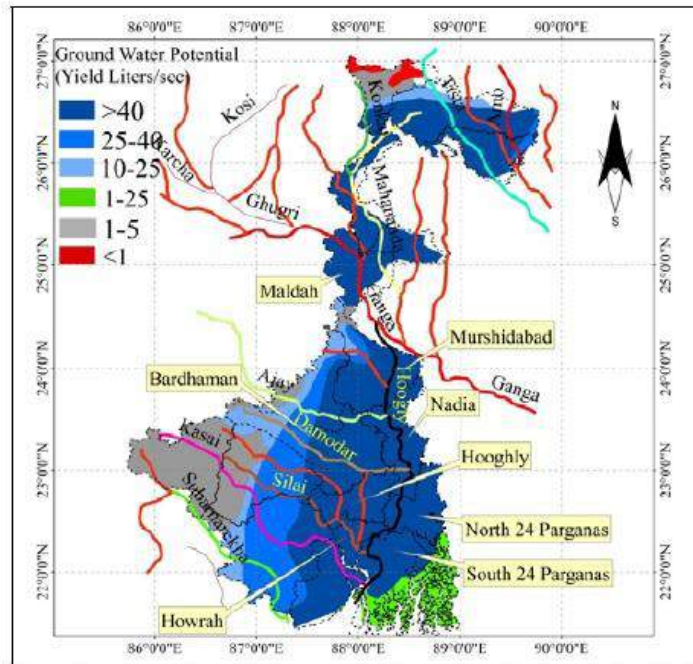 86°0'0"E 87°0'0"E 88°0'0"E 89°0'0"E 90°0'0"E
Ground Water Potential
(Yield Liters/sec)
>40
25-40
10-25
1-25
1-5
<1
27°0'0"N
26°0'0"N
25°0'0"N
24°0'0"N
23°0'0"N
22°0'0"N
27°0'0"N
26°0'0"N
25°0'0"N
24°0'0"N
23°0'0"N
22°0'0"N
N
S
Kosi
Karcha
Ghugri
Tista
Mahananda
Maldah
Ganga
Murshidabad
Ajay
Bardhaman
Hoogly
Ganga
Nadia
Damodar
Kasai
Hooghly
Silai
Subarnarekha
North 24 Parganas
South 24 Parganas
Howrah
86°0'0"E 87°0'0"E 88°0'0"E 89°0'0"E 90°0'0"E